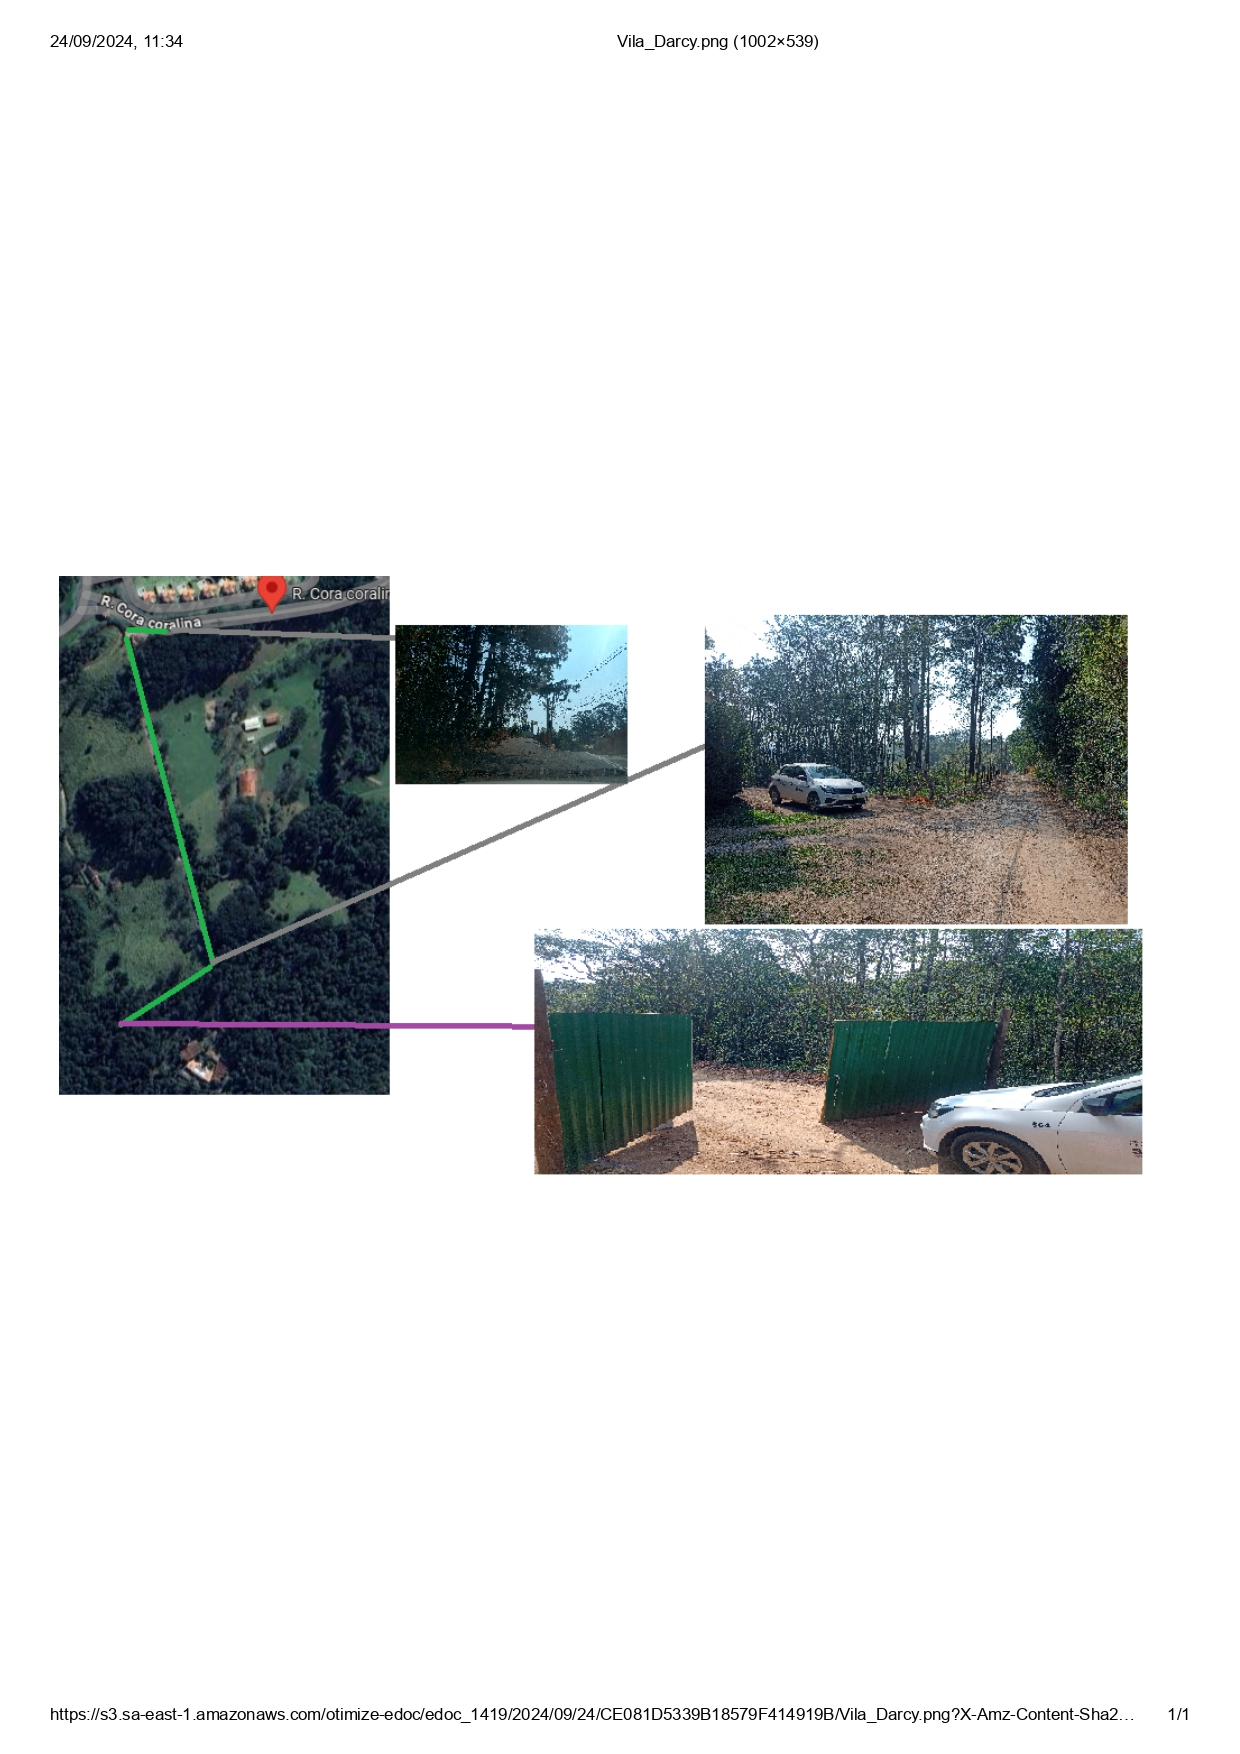 24/09/2024, 11:34
Vila_Darcy.png (1002×539)
R. Cora coralina
R. Cora coralin
https://s3.sa-east-1.amazonaws.com/otimize-edoc/edoc_1419/2024/09/24/CE081D5339B18579F414919B/Vila_Darcy.png?X-Amz-Content-Sha2…
1/1